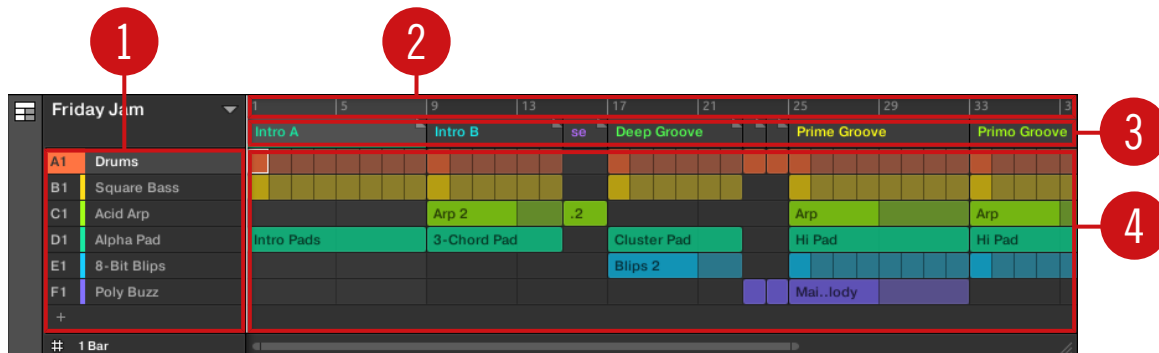 1 2
Friday Jam 1 5 9 13 17 21 25 29 33 3
Intro A Intro B se Deep Groove Prime Groove Primo Groove 3
A1 Drums
B1 Square Bass
C1 Acid Arp Arp 2 .2 Arp Arp
D1 Alpha Pad Intro Pads 3-Chord Pad Cluster Pad Hi Pad Hi Pad 4
E1 8-Bit Blips Blips 2
F1 Poly Buzz Mai..lody
+
# 1 Bar